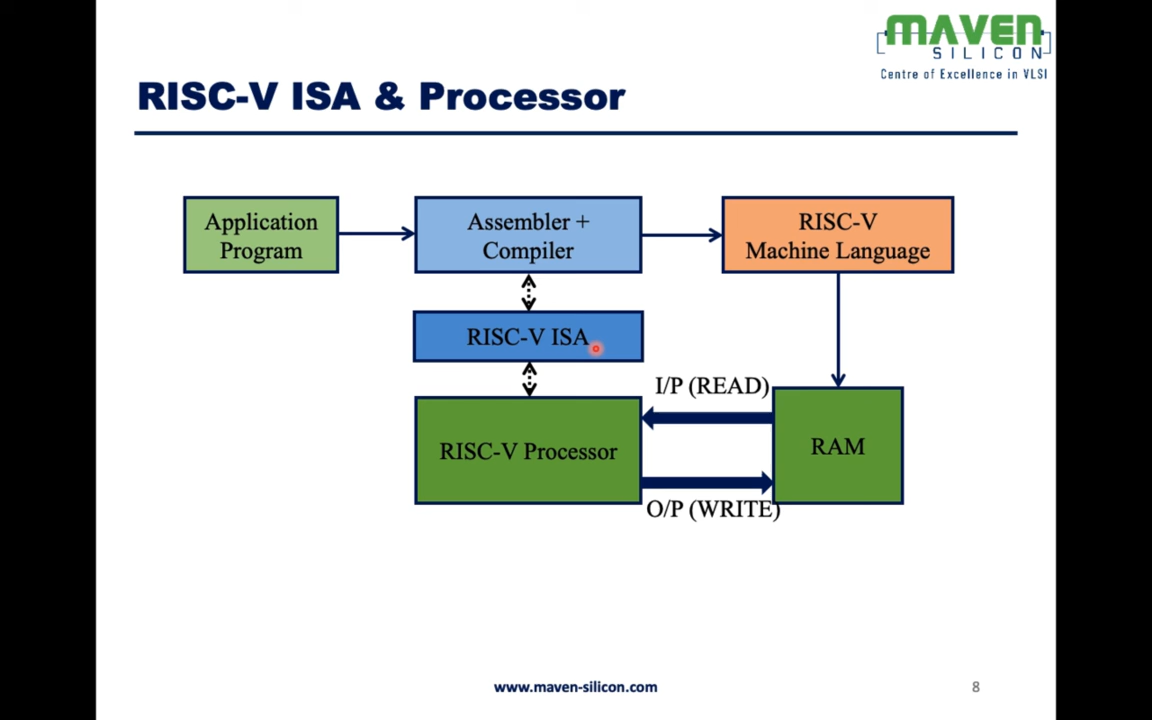 MAVEN
SILICON
Centre of Excellence in VLSI
RISC-V ISA & Processor
Application
Program
Assembler +
Compiler
RISC-V
Machine Language
RISC-V ISA
I/P (READ)
RISC-V Processor
RAM
O/P (WRITE)
www.maven-silicon.com
8